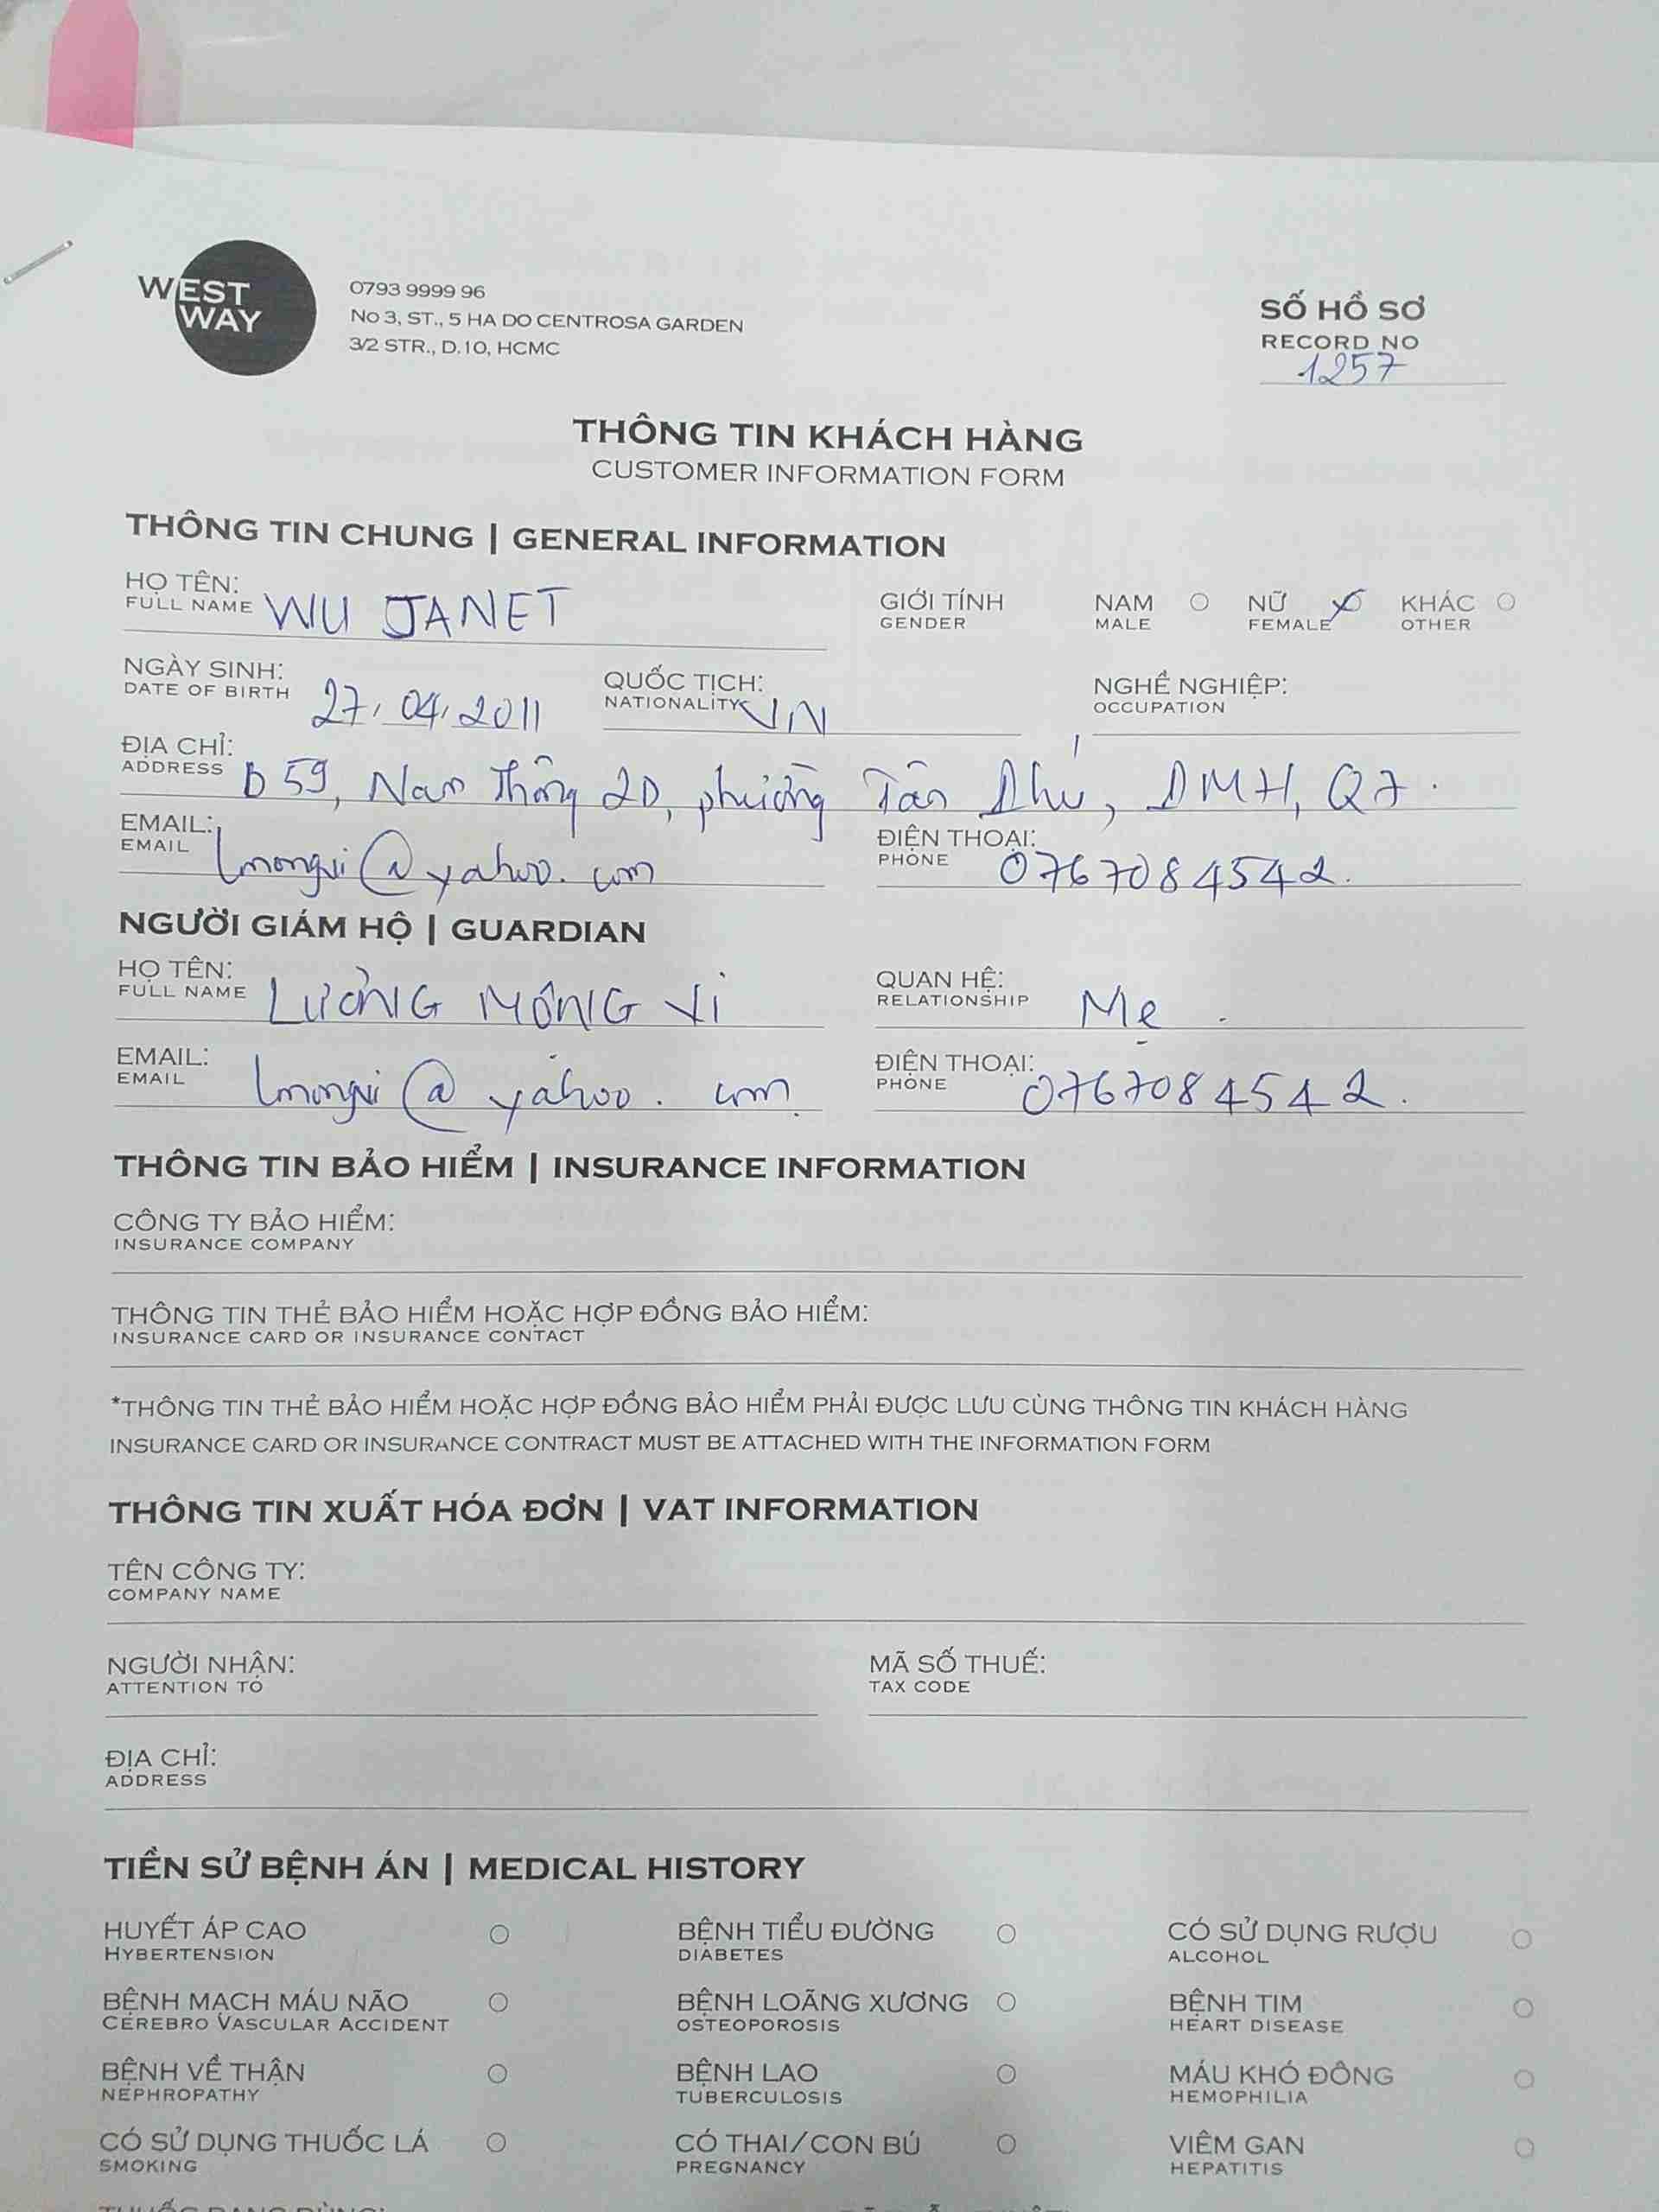 WEST WAY
0793 9999 96
No 3, ST., 5 HA DO CENTROSA GARDEN
3/2 STR., D.10, HCMC
SỐ HỒ SƠ
RECORD NO
1257
THÔNG TIN KHÁCH HÀNG
CUSTOMER INFORMATION FORM
THÔNG TIN CHUNG | GENERAL INFORMATION
HỌ TÊN: FULL NAME WU JANET
GIỚI TÍNH GENDER NAM MALE NỮ FEMALE KHÁC OTHER
NGÀY SINH: DATE OF BIRTH 27.04.2011 QUỐC TỊCH: NATIONALITY VN NGHỀ NGHIỆP: OCCUPATION
ĐỊA CHỈ: ADDRESS D59, Nam Thông 2D, phường Tân Phú, PMH, Q7.
EMAIL: EMAIL lmongvi@yahoo.com ĐIỆN THOẠI: PHONE 0767084542.
NGƯỜI GIÁM HỘ | GUARDIAN
HỌ TÊN: FULL NAME LƯƠNG MỘNG VI QUAN HỆ: RELATIONSHIP Mẹ.
EMAIL: EMAIL lmongvi@yahoo.com ĐIỆN THOẠI: PHONE 0767084542.
THÔNG TIN BẢO HIỂM | INSURANCE INFORMATION
CÔNG TY BẢO HIỂM:
INSURANCE COMPANY
THÔNG TIN THẺ BẢO HIỂM HOẶC HỢP ĐỒNG BẢO HIỂM:
INSURANCE CARD OR INSURANCE CONTACT
*THÔNG TIN THẺ BẢO HIỂM HOẶC HỢP ĐỒNG BẢO HIỂM PHẢI ĐƯỢC LƯU CÙNG THÔNG TIN KHÁCH HÀNG
INSURANCE CARD OR INSURANCE CONTRACT MUST BE ATTACHED WITH THE INFORMATION FORM
THÔNG TIN XUẤT HÓA ĐƠN | VAT INFORMATION
TÊN CÔNG TY:
COMPANY NAME
NGƯỜI NHẬN: MÃ SỐ THUẾ:
ATTENTION TO TAX CODE
ĐỊA CHỈ:
ADDRESS
TIỀN SỬ BỆNH ÁN | MEDICAL HISTORY
HUYẾT ÁP CAO BỆNH TIỂU ĐƯỜNG CÓ SỬ DỤNG RƯỢU
HYBERTENSION DIABETES ALCOHOL
BỆNH MẠCH MÁU NÃO BỆNH LOÃNG XƯƠNG BỆNH TIM
CEREBRO VASCULAR ACCIDENT OSTEOPOROSIS HEART DISEASE
BỆNH VỀ THẬN BỆNH LAO MÁU KHÓ ĐÔNG
NEPHROPATHY TUBERCULOSIS HEMOPHILIA
CÓ SỬ DỤNG THUỐC LÁ CÓ THAI/CON BÚ VIÊM GAN
SMOKING PREGNANCY HEPATITIS